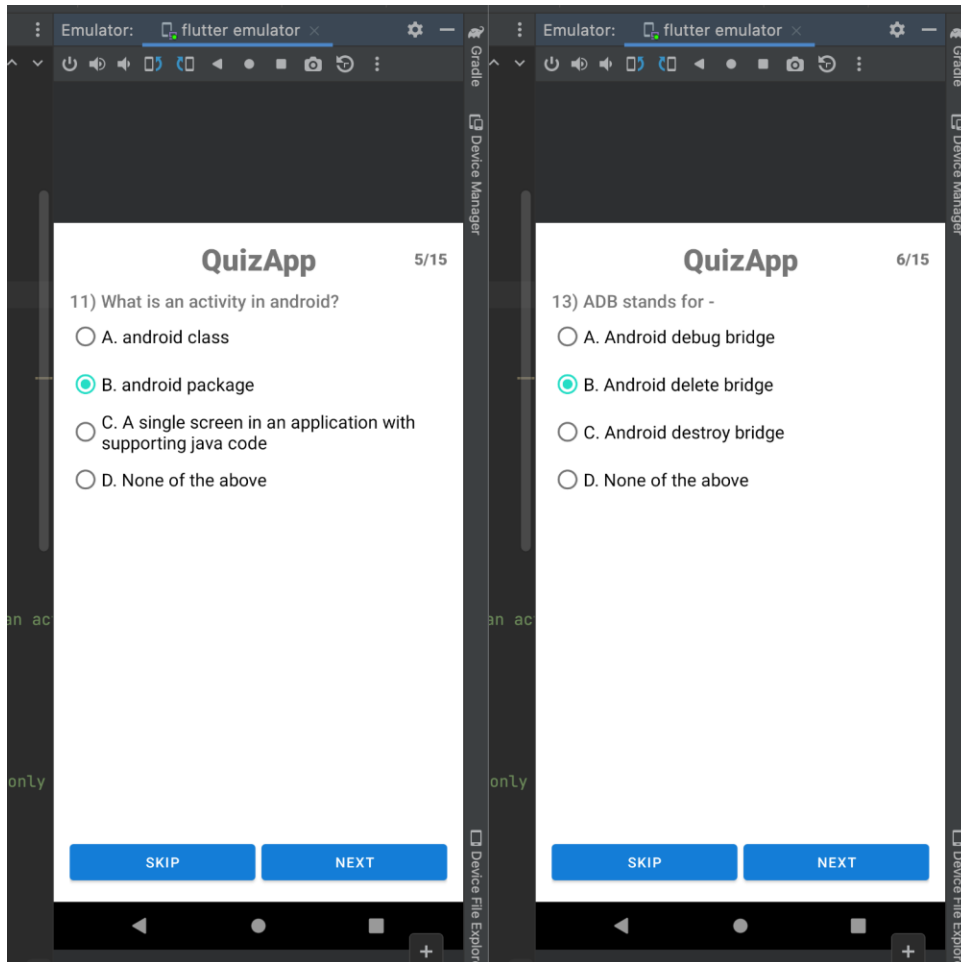 Emulator: flutter emulator
Gradle
Device Manager
QuizApp 5/15
11) What is an activity in android?
A. android class
B. android package
C. A single screen in an application with
supporting java code
D. None of the above
an ac
only
SKIP NEXT
Device File Explor
Emulator: flutter emulator
Gradle
Device Manager
QuizApp 6/15
13) ADB stands for -
A. Android debug bridge
B. Android delete bridge
C. Android destroy bridge
D. None of the above
an ac
only
SKIP NEXT
Device File Explor